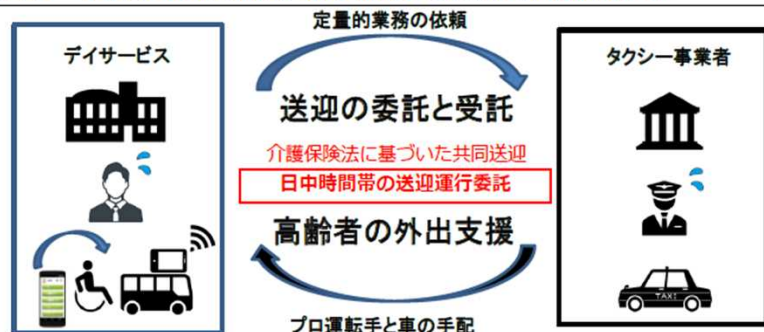 定量的業務の依頼
デイサービス
タクシー事業者
送迎の委託と受託
介護保険法に基づいた共同送迎
日中時間帯の送迎運行委託
高齢者の外出支援
TAXI
プロ運転手と車の手配